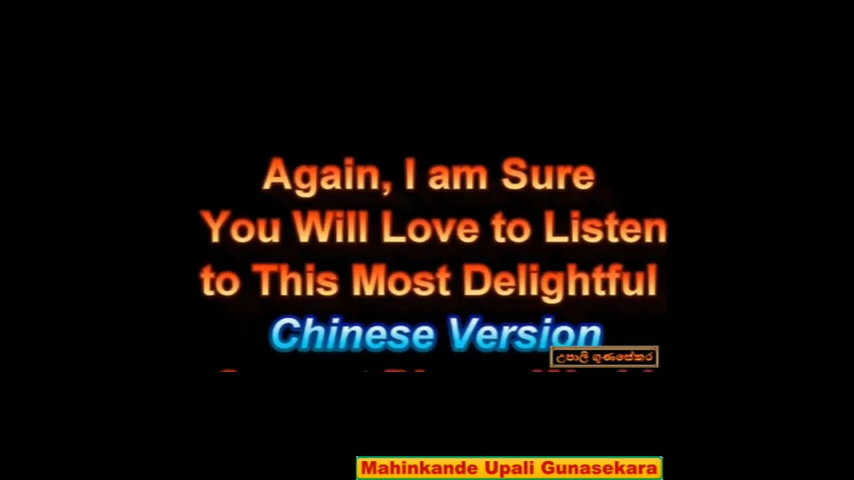 Again, I am Sure
You Will Love to Listen
to This Most Delightful
Chinese Version
උපාලි ගුණසේකර
Mahinkande Upali Gunasekara